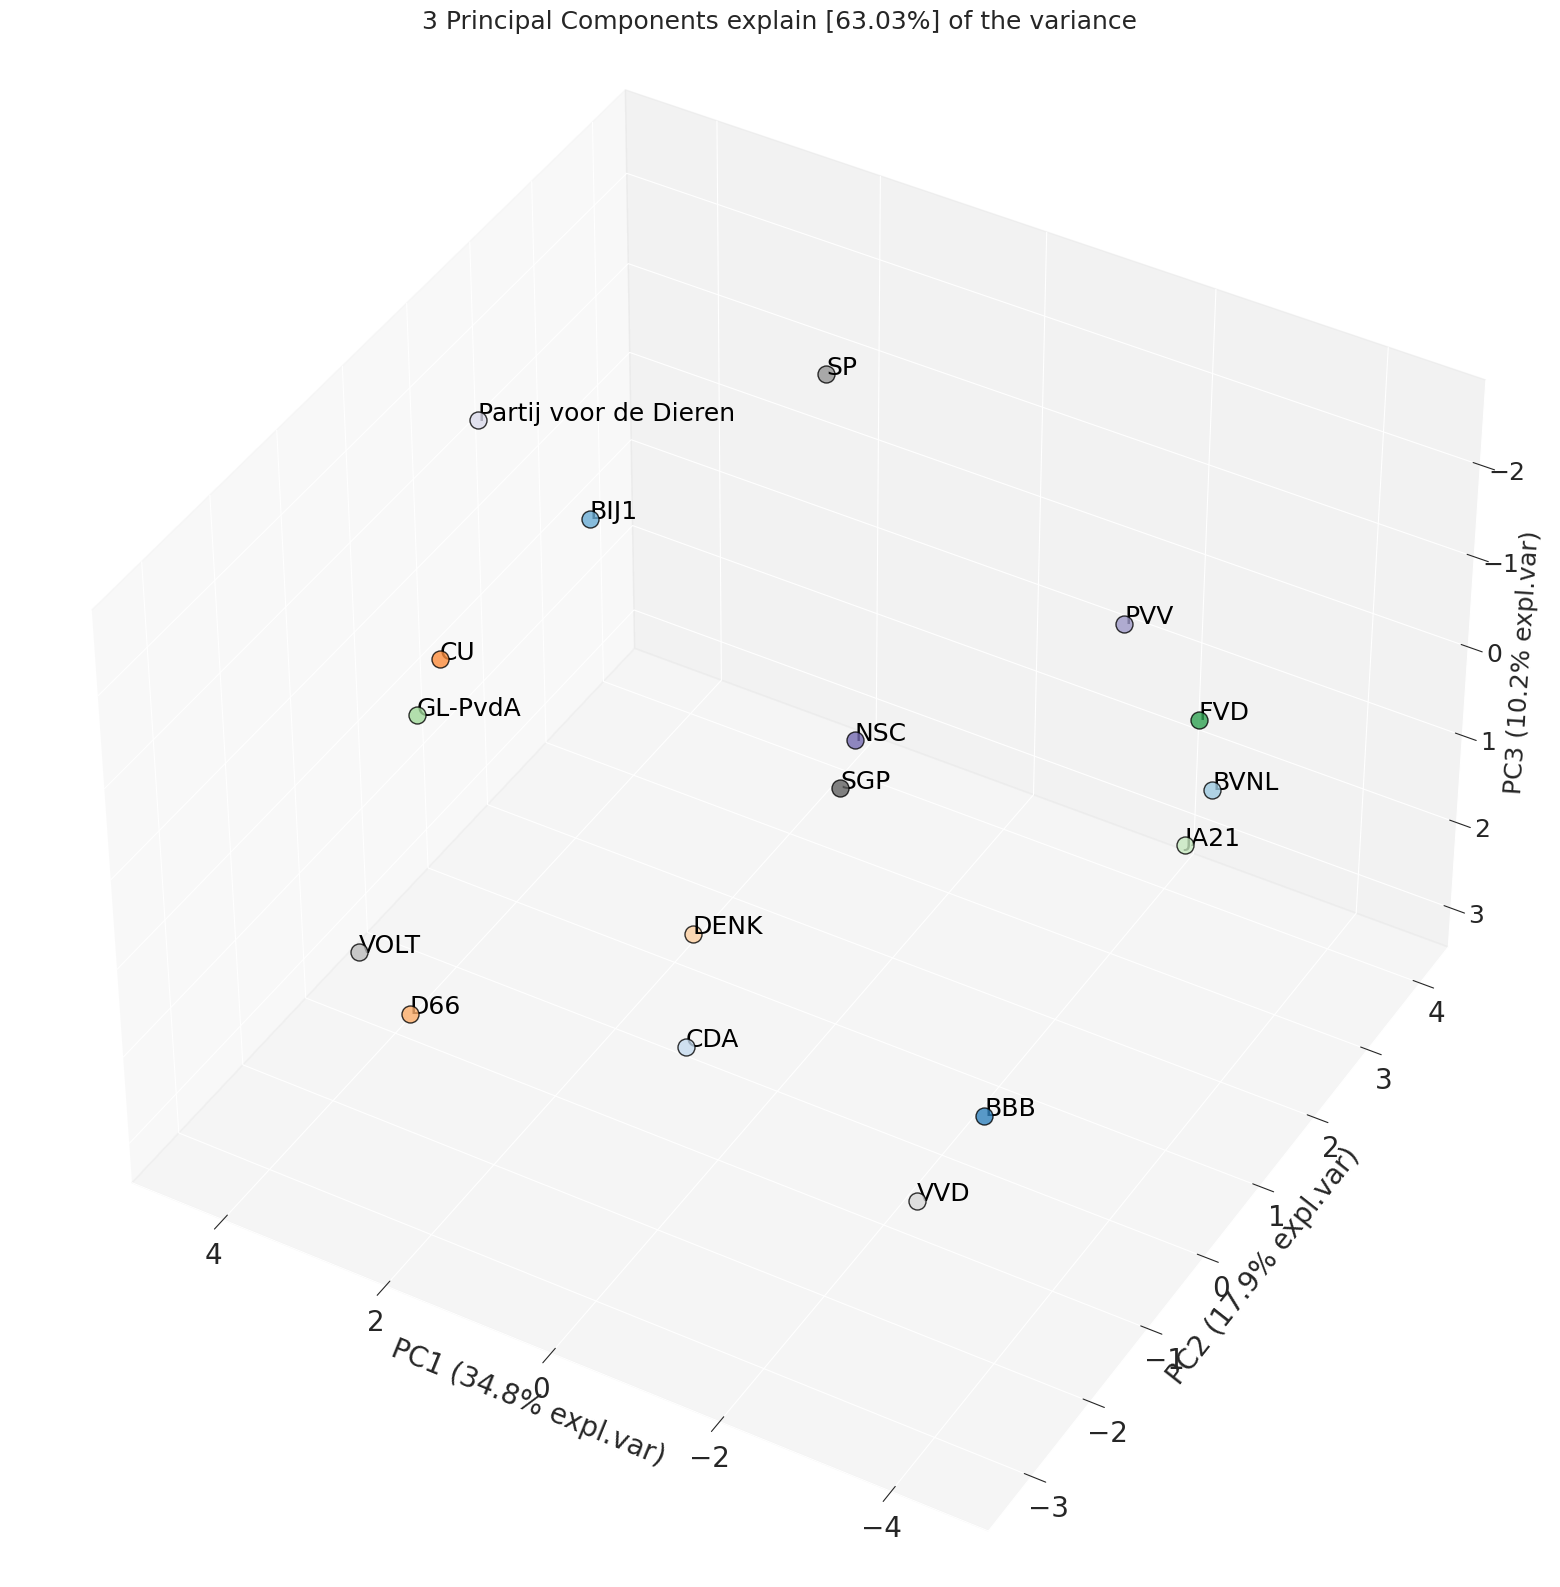 3 Principal Components explain [63.03%] of the variance
SP
Partij voor de Dieren
BIJ1
PVV
CU
GL-PvdA
FVD
NSC
SGP
BVNL
JA21
DENK
VOLT
D66
CDA
BBB
VVD
−2
−1
0
1
2
3
PC3 (10.2% expl.var)
4
3
2
1
0
−1
−2
−3
PC2 (17.9% expl.var)
4
2
0
−2
−4
PC1 (34.8% expl.var)